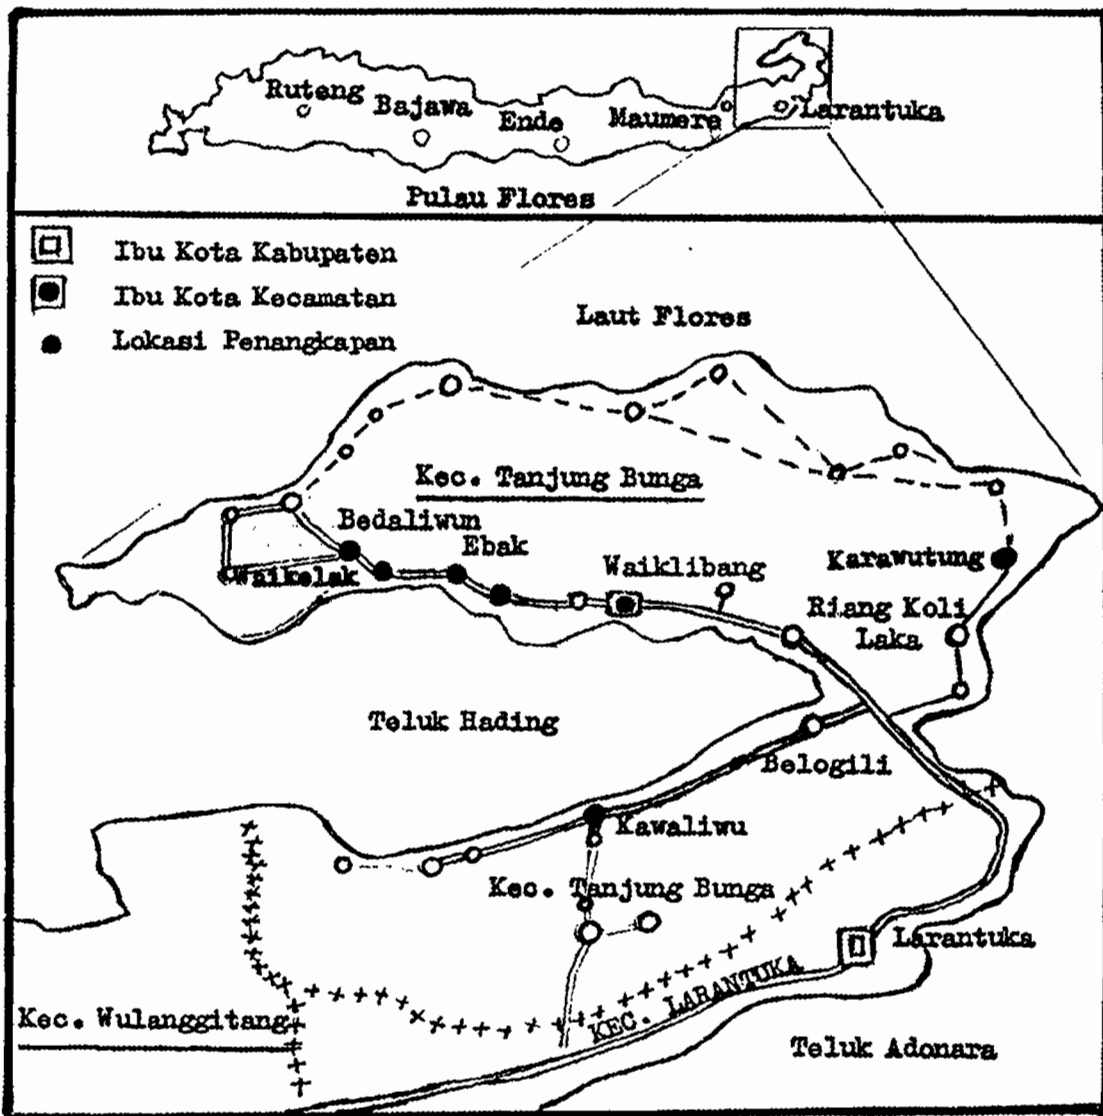 Ruteng
Bajawa
Ende
Maumere
Larantuka
Pulau Flores
Ibu Kota Kabupaten
Ibu Kota Kecamatan
Lokasi Penangkapan
Laut Flores
Kec. Tanjung Bunga
Bedaliwun
Ebak
Waikelak
Waiklibang
Karawutung
Riang Koli
Laka
Teluk Hading
Belogili
Kawaliwu
Kec. Tanjung Bunga
Larantuka
KEC. LARANTUKA
Kec. Wulanggitang
Teluk Adonara